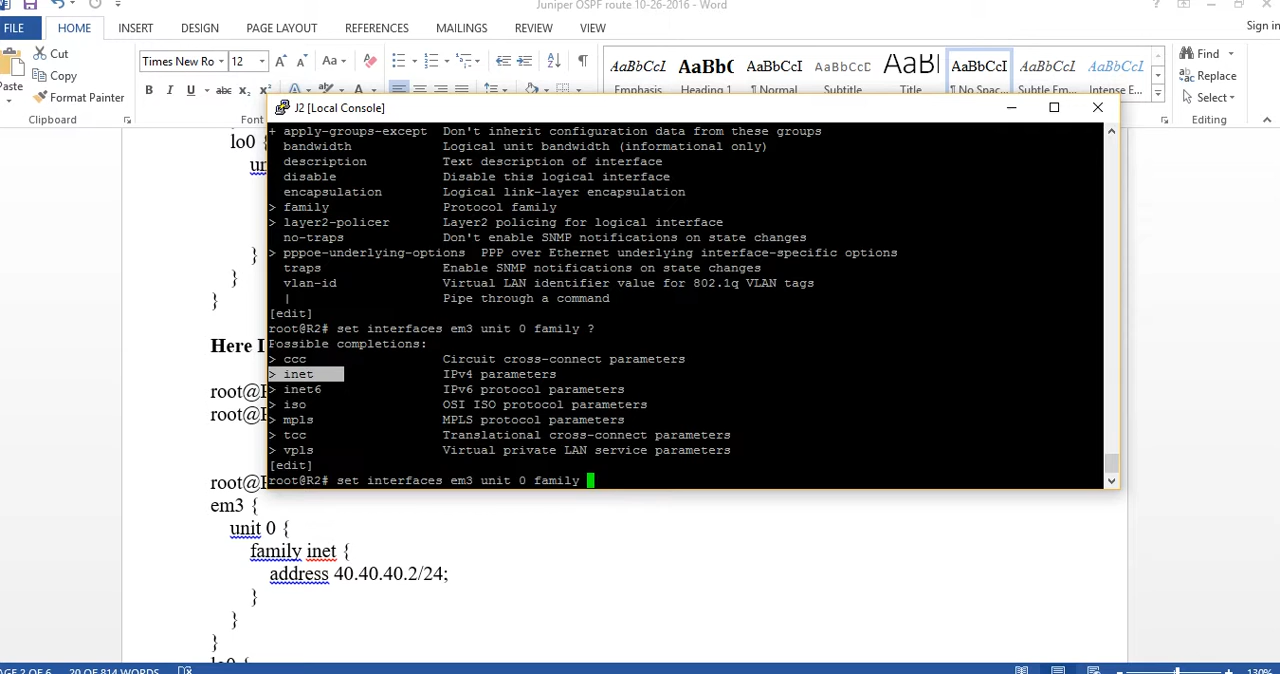 Juniper OSPF route 10-26-2016 - Word
Sign in
FILE HOME INSERT DESIGN PAGE LAYOUT REFERENCES MAILINGS REVIEW VIEW
Cut
Copy
Format Painter
Clipboard
Times New Ro 12
Font
AaBbCcI AaBbC AaBbCcI AaBbCcD AaBI AaBbCcI AaBbCcI AaBbCcI
Emphasis Heading 1 ¶ Normal Subtitle Title ¶ No Spac... Subtle Em... Intense E...
Find
Replace
Select
Editing
J2 [Local Console]
+ apply-groups-except Don't inherit configuration data from these groups
bandwidth Logical unit bandwidth (informational only)
description Text description of interface
disable Disable this logical interface
encapsulation Logical link-layer encapsulation
> family Protocol family
> layer2-policer Layer2 policing for logical interface
no-traps Don't enable SNMP notifications on state changes
> pppoe-underlying-options PPP over Ethernet underlying interface-specific options
traps Enable SNMP notifications on state changes
vlan-id Virtual LAN identifier value for 802.1q VLAN tags
| Pipe through a command
[edit]
root@R2# set interfaces em3 unit 0 family ?
Possible completions:
> ccc Circuit cross-connect parameters
> inet IPv4 parameters
> inet6 IPv6 protocol parameters
> iso OSI ISO protocol parameters
> mpls MPLS protocol parameters
> tcc Translational cross-connect parameters
> vpls Virtual private LAN service parameters
[edit]
root@R2# set interfaces em3 unit 0 family
lo0 {
}
}
}
Here I
root@
root@
root@
em3 {
unit 0 {
family inet {
address 40.40.40.2/24;
}
}
}
lo0 {
20 OF 814 WORDS
130%